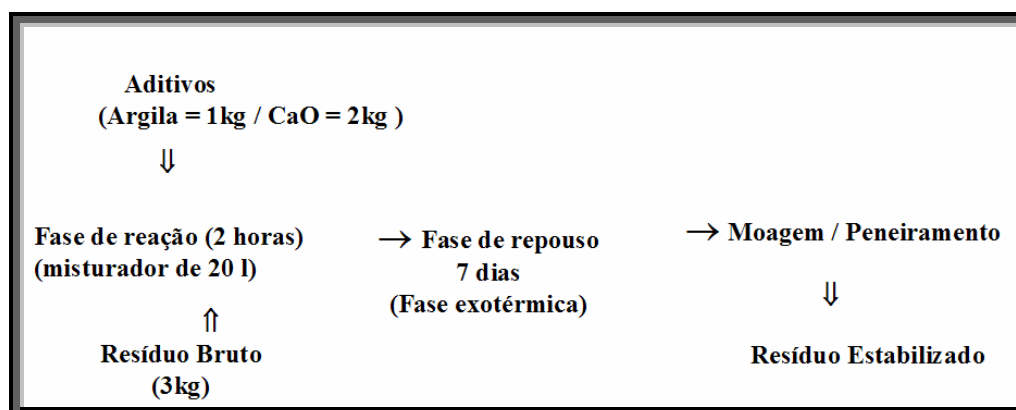 Aditivos
(Argila = 1kg / CaO = 2kg )
⇓
Fase de reação (2 horas)
(misturador de 20 l)
⇑
Resíduo Bruto
(3kg)
→ Fase de repouso
7 dias
(Fase exotérmica)
→ Moagem / Peneiramento
⇓
Resíduo Estabilizado